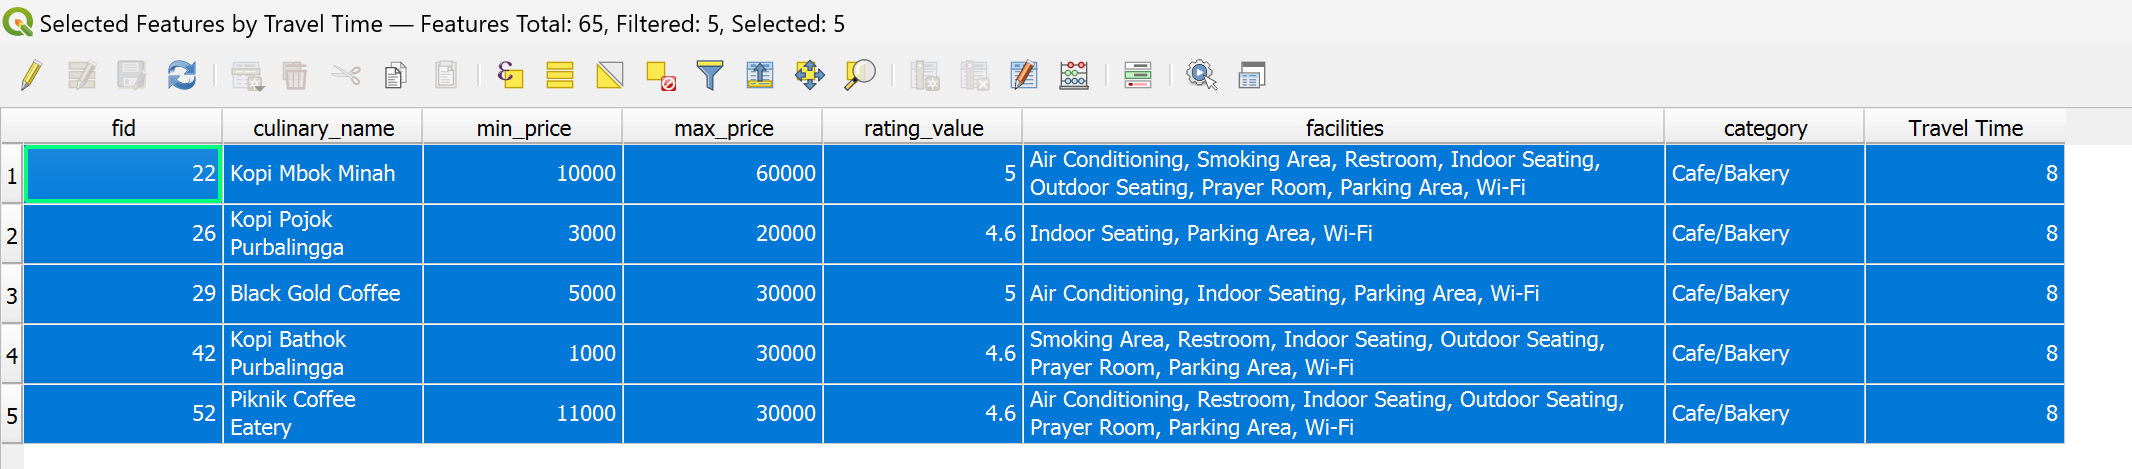 Selected Features by Travel Time — Features Total: 65, Filtered: 5, Selected: 5
fid culinary_name min_price max_price rating_value facilities category Travel Time
1 22 Kopi Mbok Minah 10000 60000 5 Air Conditioning, Smoking Area, Restroom, Indoor Seating,
Outdoor Seating, Prayer Room, Parking Area, Wi-Fi Cafe/Bakery 8
2 26 Kopi Pojok
Purbalingga 3000 20000 4.6 Indoor Seating, Parking Area, Wi-Fi Cafe/Bakery 8
3 29 Black Gold Coffee 5000 30000 5 Air Conditioning, Indoor Seating, Parking Area, Wi-Fi Cafe/Bakery 8
4 42 Kopi Bathok
Purbalingga 1000 30000 4.6 Smoking Area, Restroom, Indoor Seating, Outdoor Seating,
Prayer Room, Parking Area, Wi-Fi Cafe/Bakery 8
5 52 Piknik Coffee
Eatery 11000 30000 4.6 Air Conditioning, Restroom, Indoor Seating, Outdoor Seating,
Prayer Room, Parking Area, Wi-Fi Cafe/Bakery 8